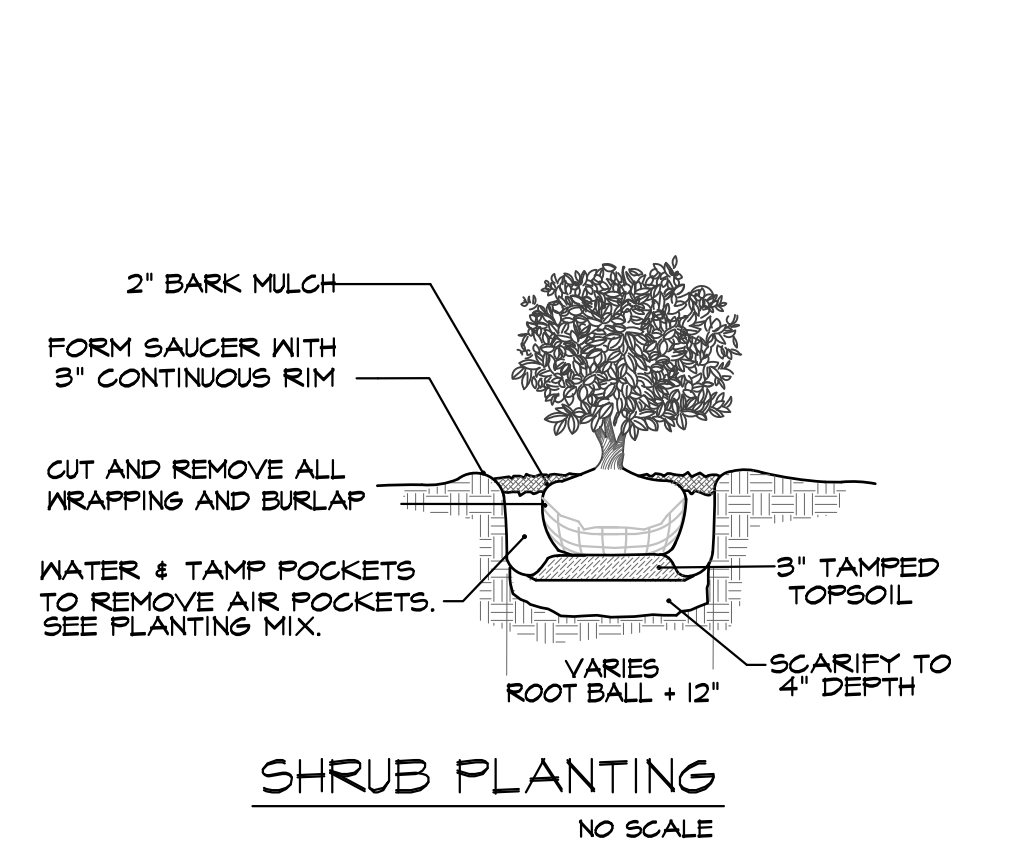 2" BARK MULCH
FORM SAUCER WITH
3" CONTINUOUS RIM
CUT AND REMOVE ALL
WRAPPING AND BURLAP
WATER & TAMP POCKETS
TO REMOVE AIR POCKETS.
SEE PLANTING MIX.
3" TAMPED
TOPSOIL
SCARIFY TO
4" DEPTH
VARIES
ROOT BALL + 12"
SHRUB PLANTING
NO SCALE